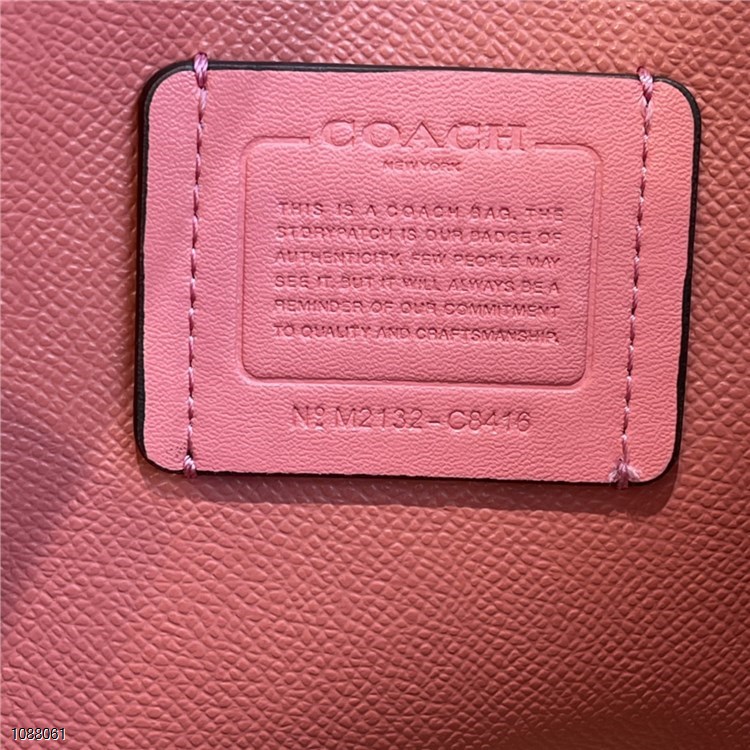 COACH
NEW YORK
THIS IS A COACH BAG. THE
STORYPATCH IS OUR BADGE OF
AUTHENTICITY. FEW PEOPLE MAY
SEE IT, BUT IT WILL ALWAYS BE A
REMINDER OF OUR COMMITMENT
TO QUALITY AND CRAFTSMANSHIP.
Nº M2132-C8416
1088061